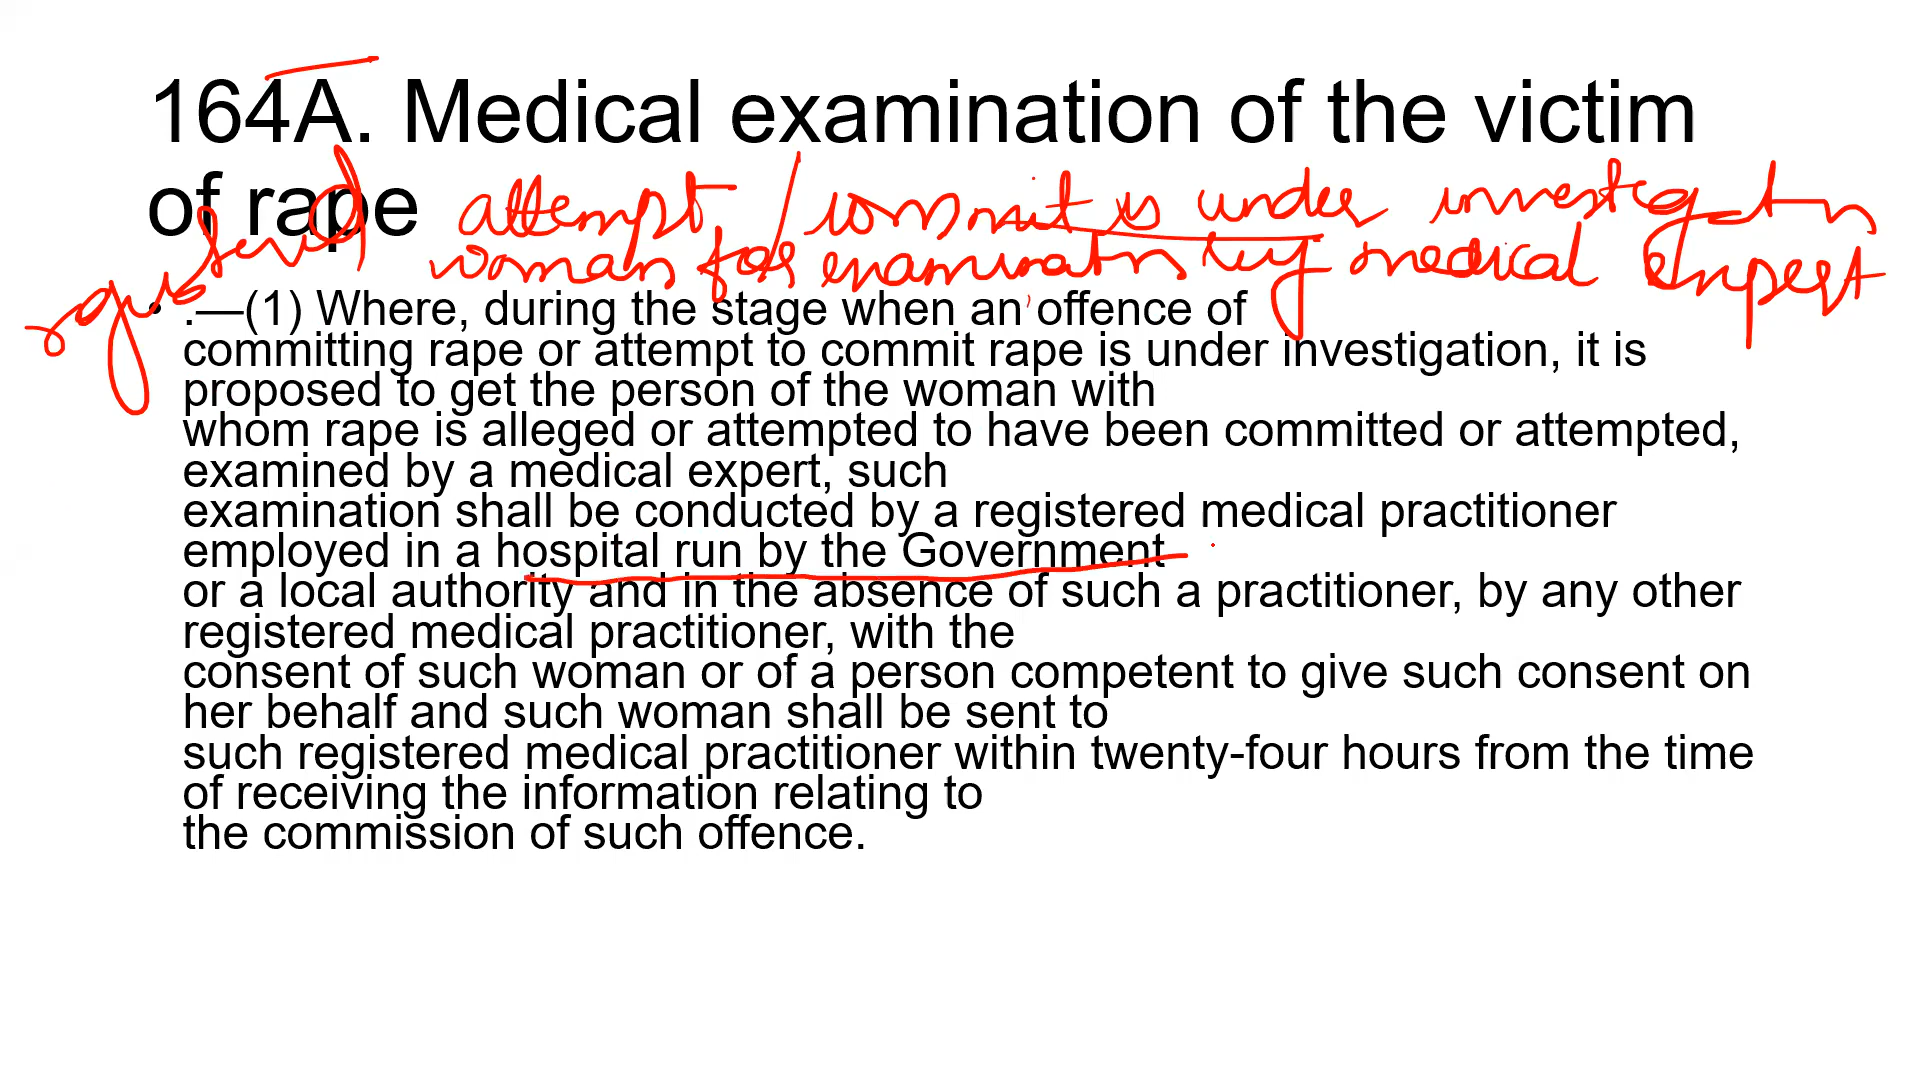 164A. Medical examination of the victim
of rape
attempt / commit is under investigatn
woman for examinatn by medical expert
registered
• .—(1) Where, during the stage when an offence of
committing rape or attempt to commit rape is under investigation, it is
proposed to get the person of the woman with
whom rape is alleged or attempted to have been committed or attempted,
examined by a medical expert, such
examination shall be conducted by a registered medical practitioner
employed in a hospital run by the Government
or a local authority and in the absence of such a practitioner, by any other
registered medical practitioner, with the
consent of such woman or of a person competent to give such consent on
her behalf and such woman shall be sent to
such registered medical practitioner within twenty-four hours from the time
of receiving the information relating to
the commission of such offence.